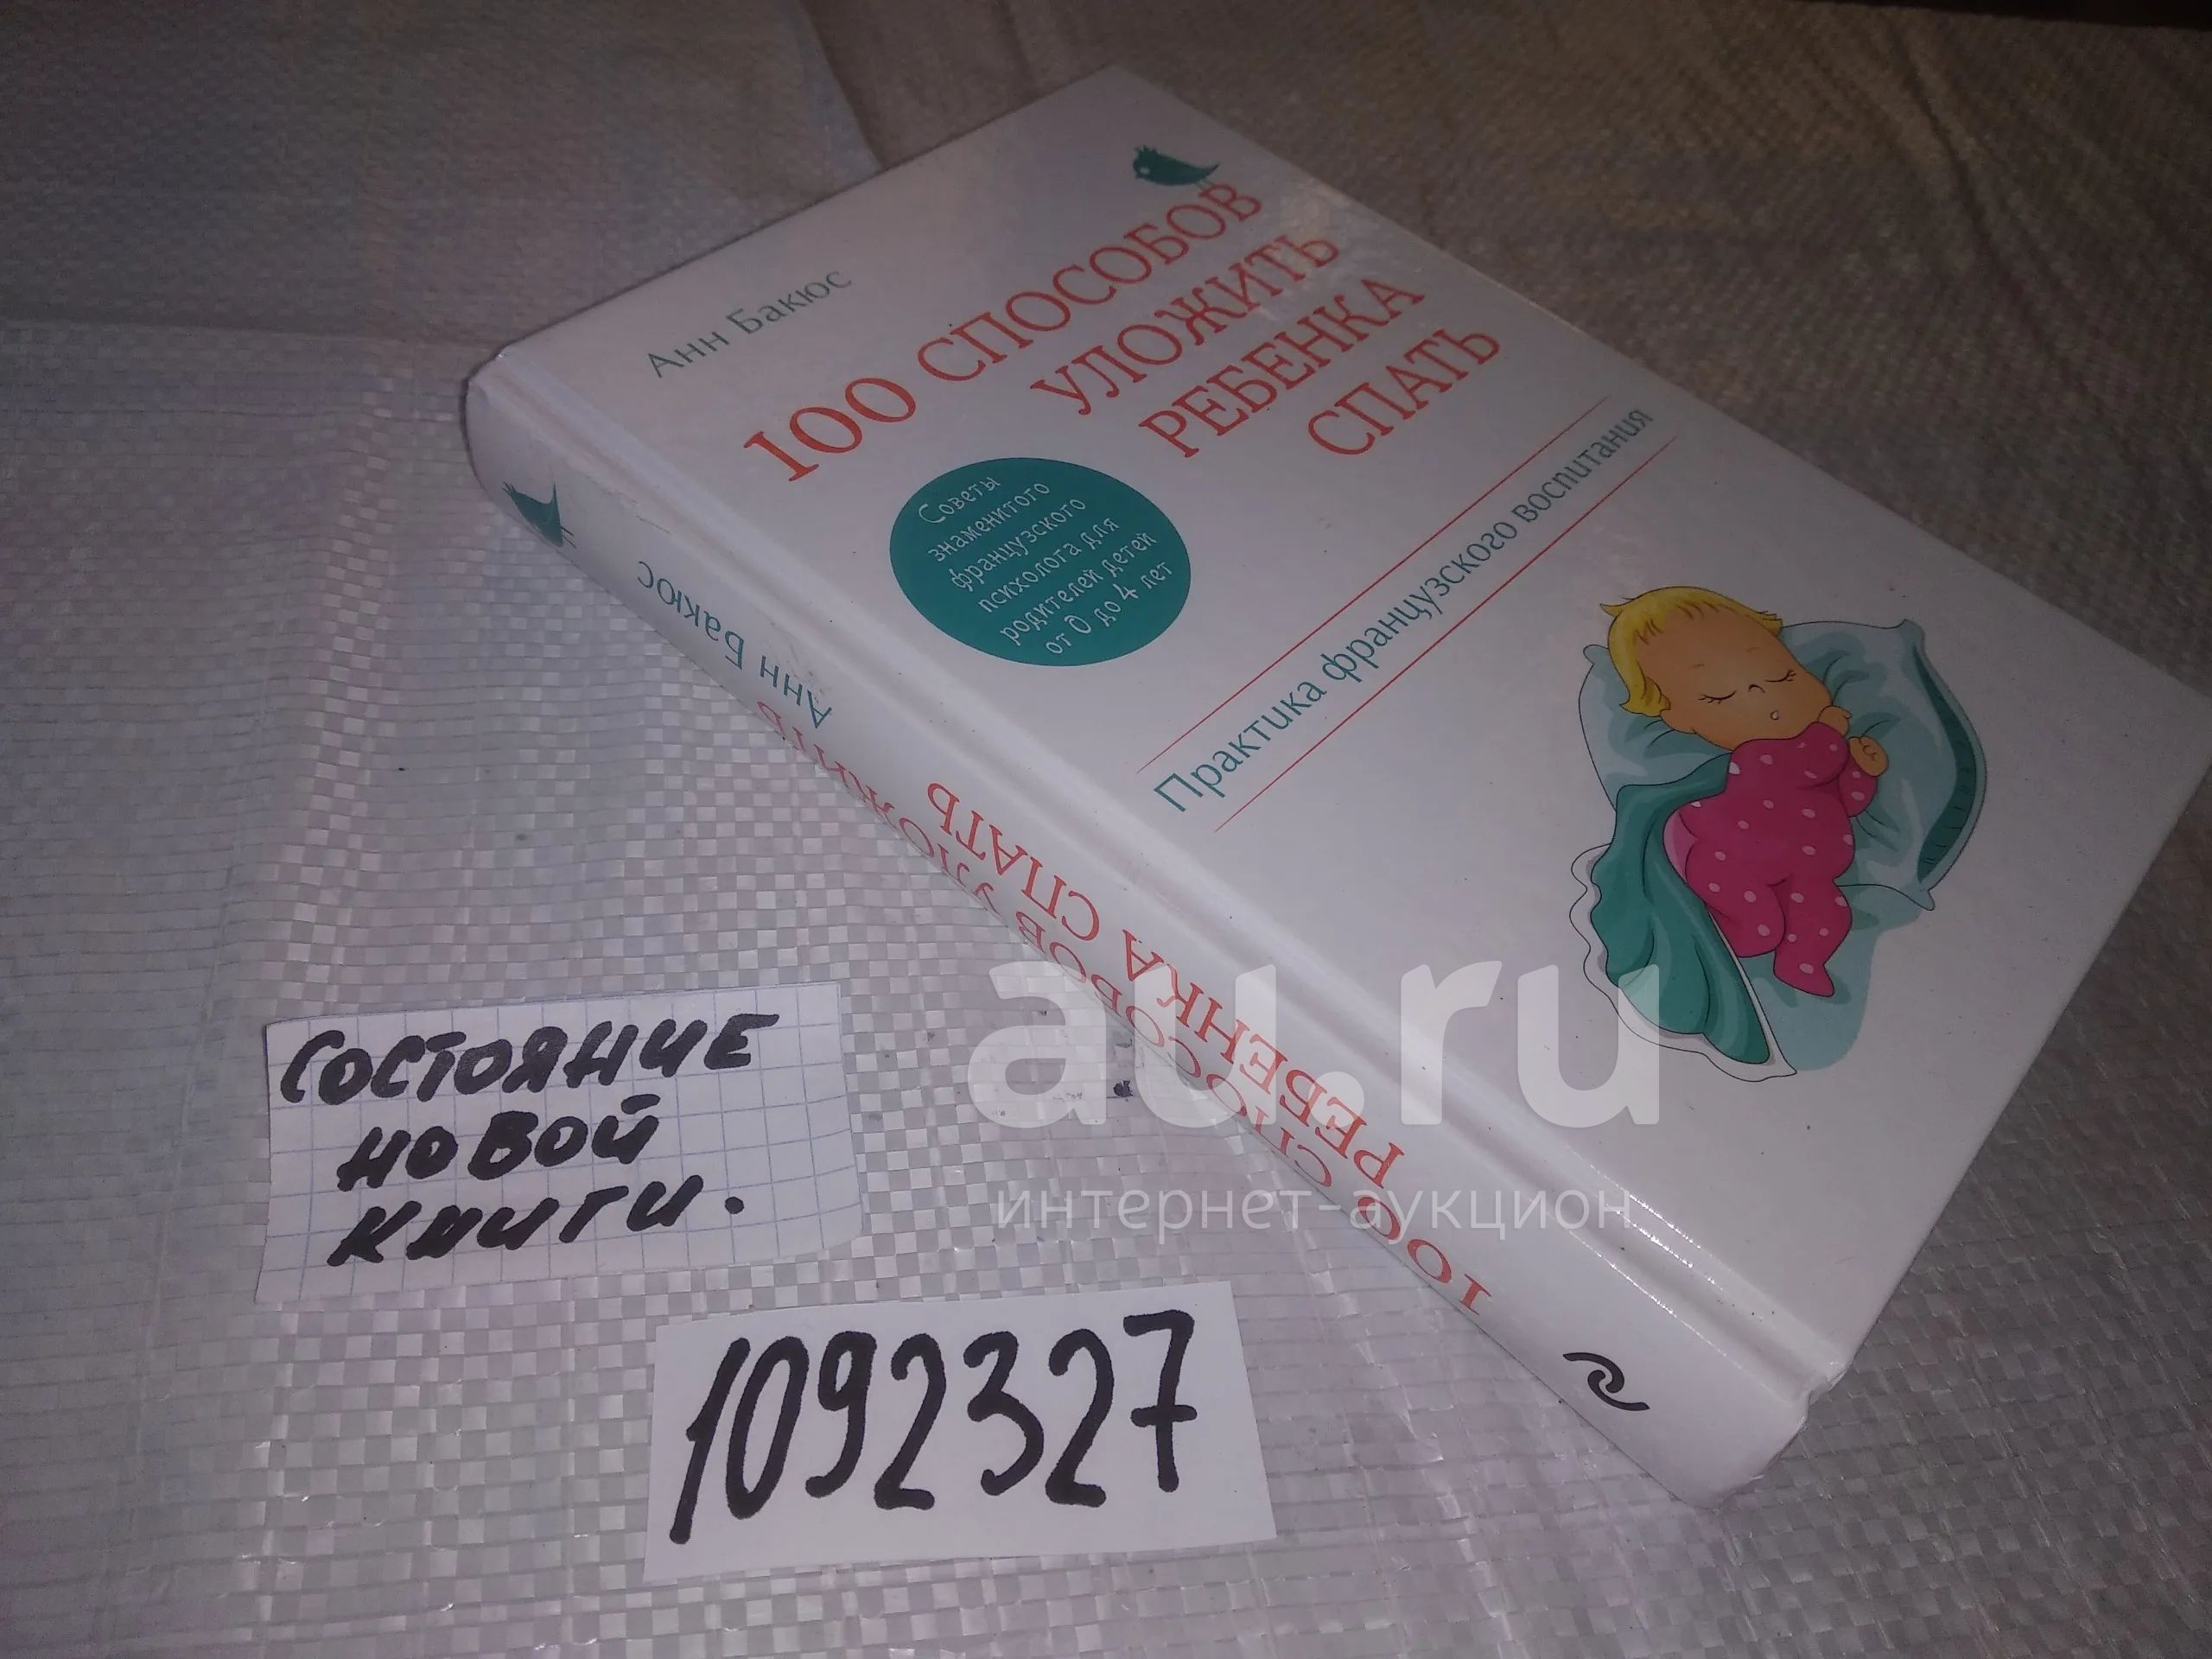 Анн Бакюс
100 СПОСОБОВ
УЛОЖИТЬ
РЕБЕНКА
СПАТЬ
Советы
знаменитого
французского
психолога для
родителей детей
от 0 до 4 лет
Практика французского воспитания
Анн Бакюс
100 СПОСОБОВ УЛОЖИТЬ
РЕБЕНКА СПАТЬ
au.ru
интернет-аукцион
СОСТОЯНИЕ
НОВОЙ
КНИГИ.
1092327